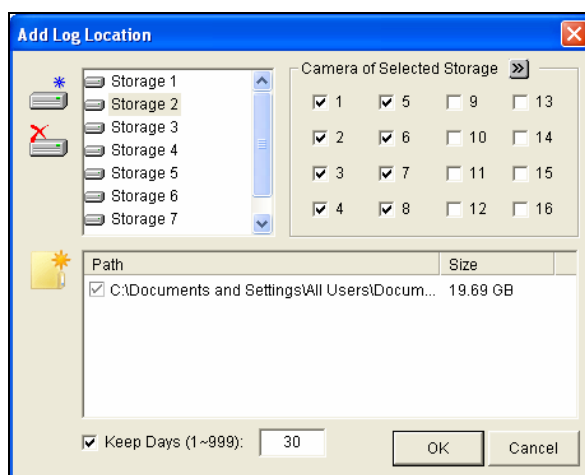 Add Log Location
Storage 1
Storage 2
Storage 3
Storage 4
Storage 5
Storage 6
Storage 7
Camera of Selected Storage
1 5 9 13
2 6 10 14
3 7 11 15
4 8 12 16
Path Size
C:\Documents and Settings\All Users\Docum... 19.69 GB
Keep Days (1~999): 30
OK Cancel